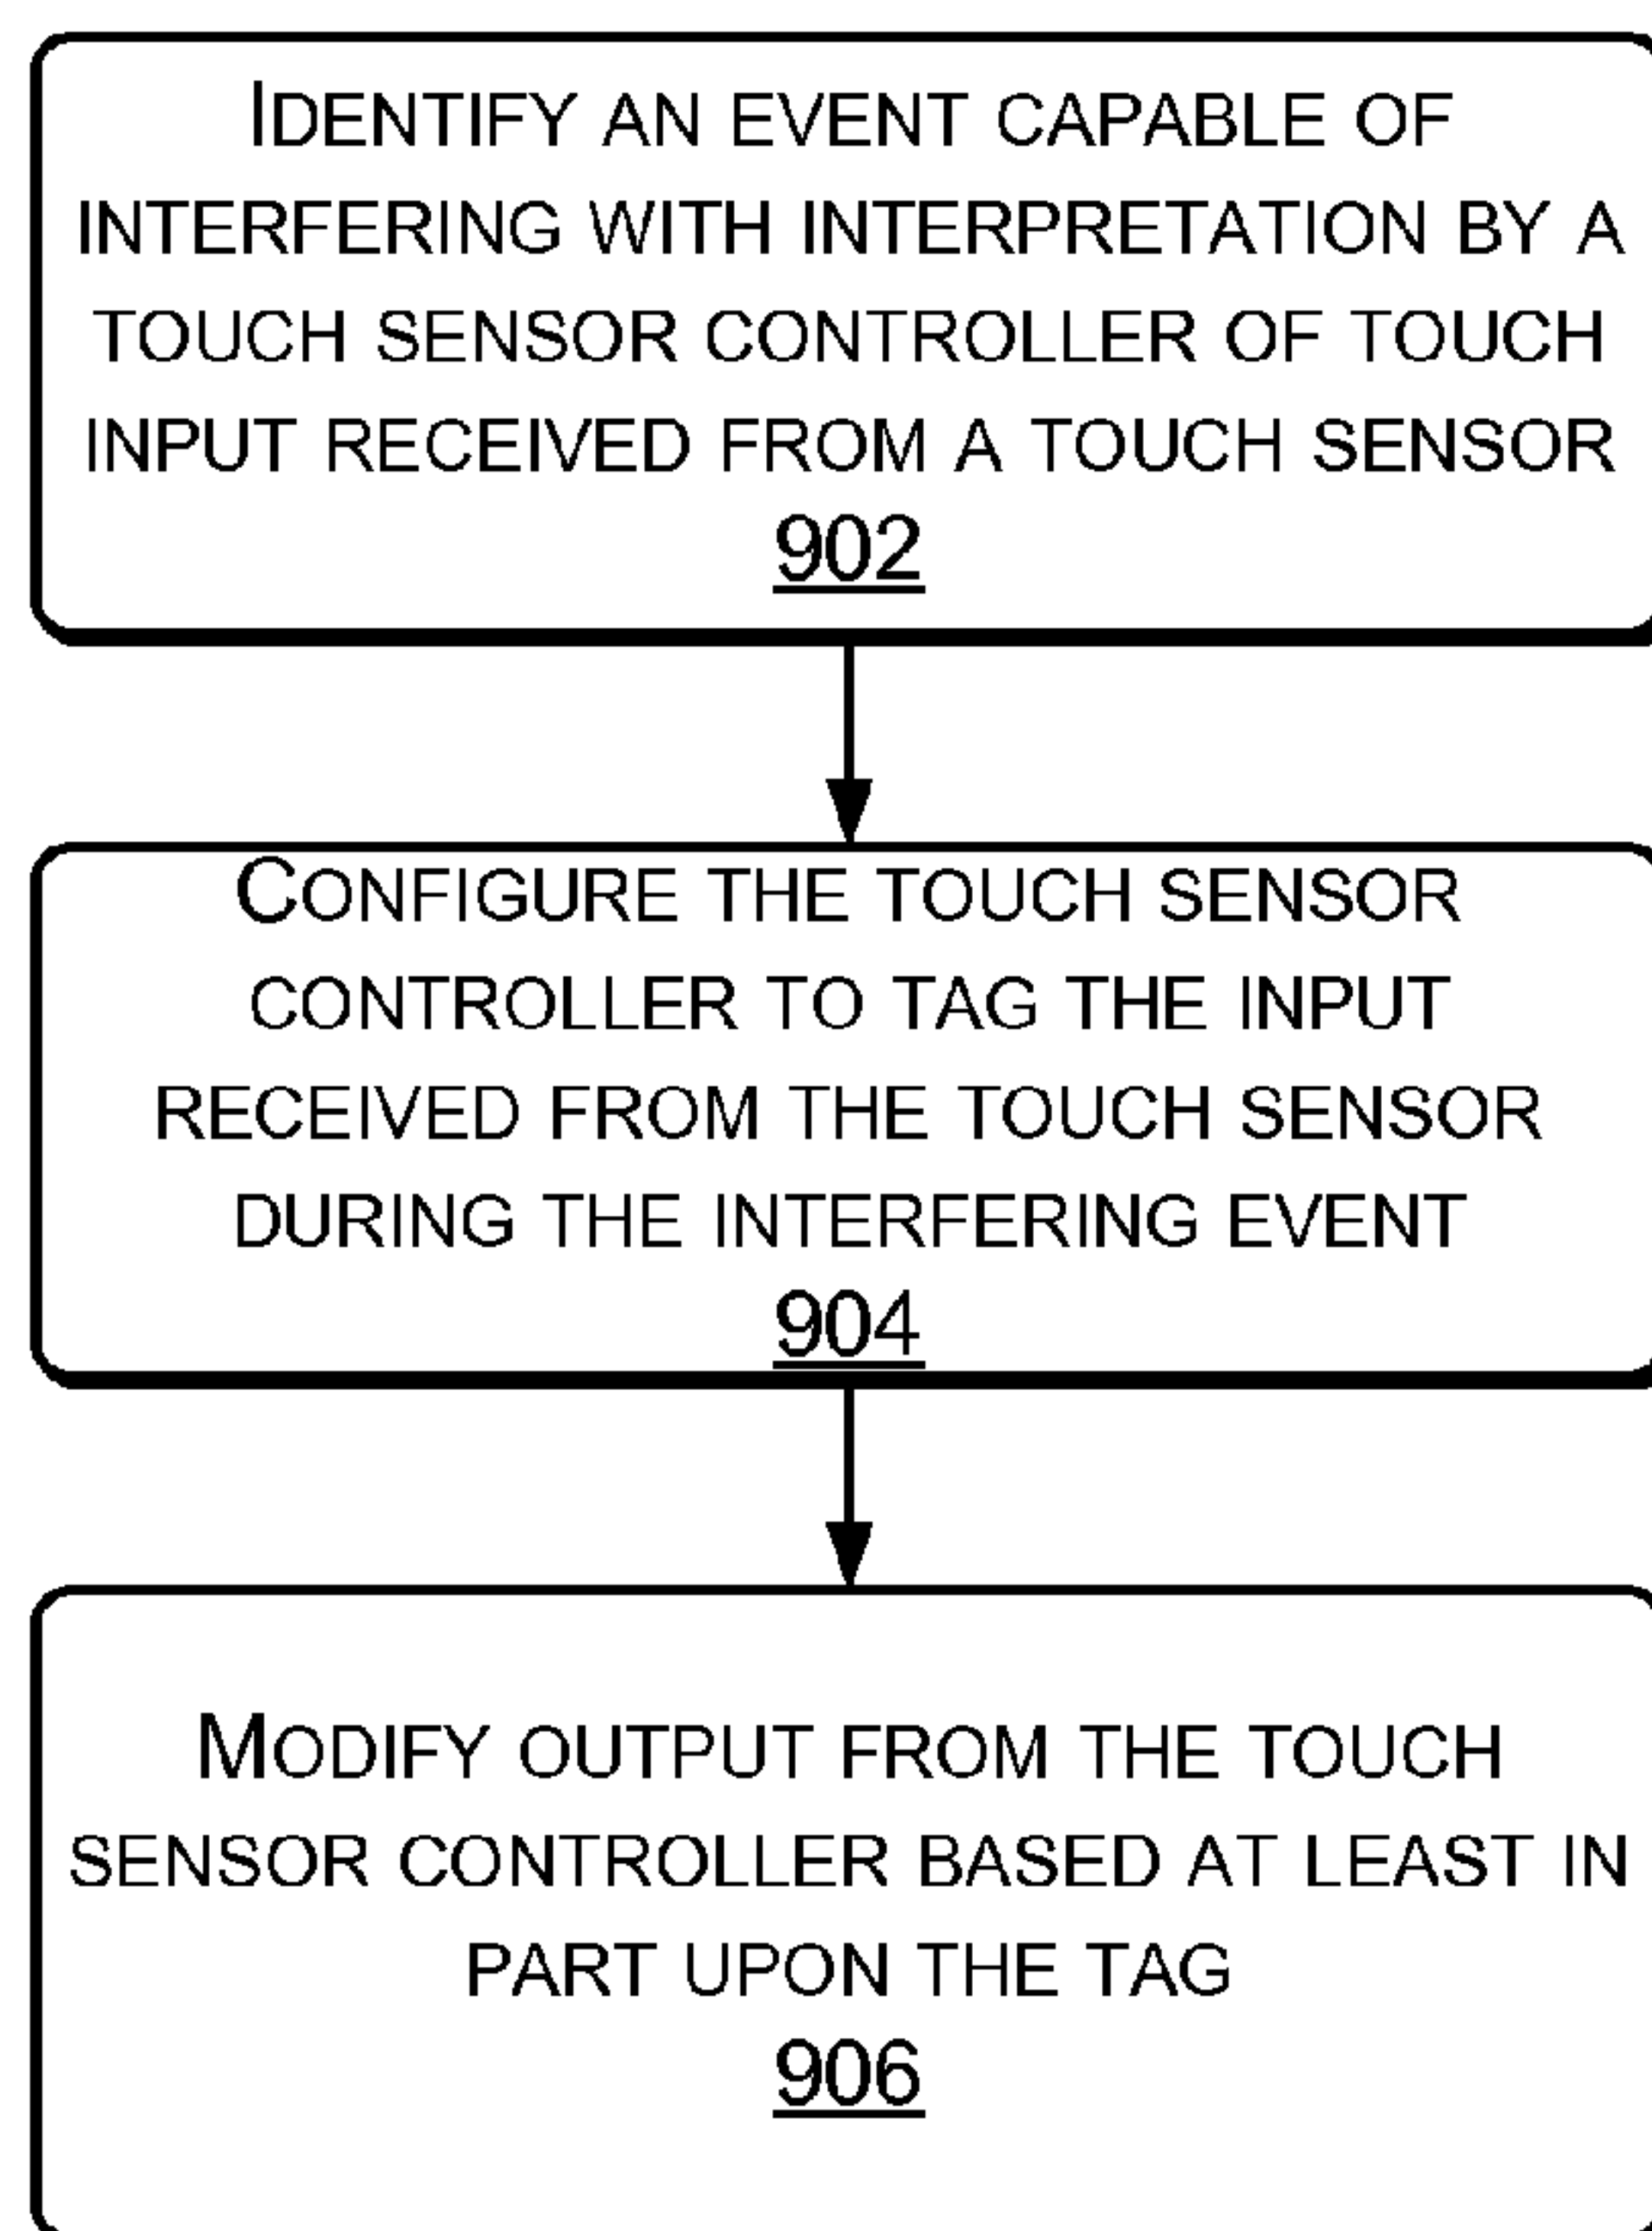 IDENTIFY AN EVENT CAPABLE OF
INTERFERING WITH INTERPRETATION BY A
TOUCH SENSOR CONTROLLER OF TOUCH
INPUT RECEIVED FROM A TOUCH SENSOR
902
CONFIGURE THE TOUCH SENSOR
CONTROLLER TO TAG THE INPUT
RECEIVED FROM THE TOUCH SENSOR
DURING THE INTERFERING EVENT
904
MODIFY OUTPUT FROM THE TOUCH
SENSOR CONTROLLER BASED AT LEAST IN
PART UPON THE TAG
906